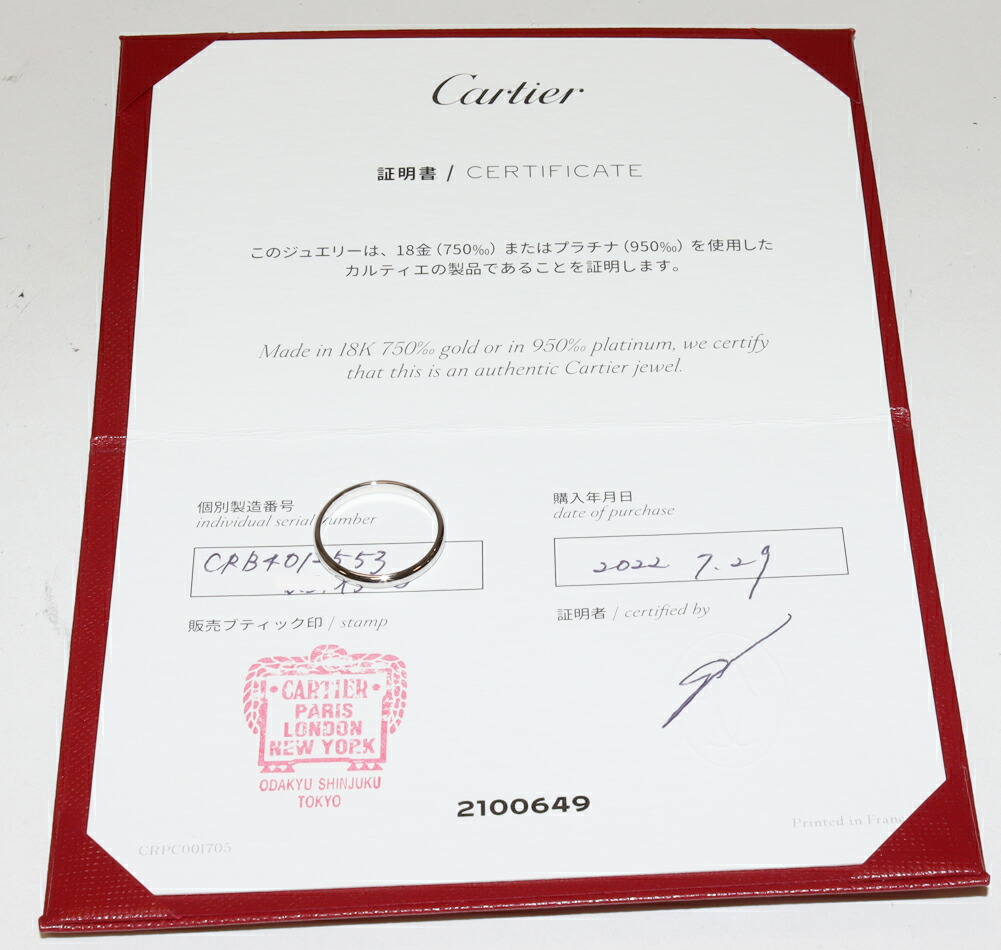 Cartier
証明書 / CERTIFICATE
このジュエリーは、18金（750‰）またはプラチナ（950‰）を使用した
カルティエの製品であることを証明します。
Made in 18K 750‰ gold or in 950‰ platinum, we certify
that this is an authentic Cartier jewel.
個別製造番号
individual serial number
CRB401-553
販売ブティック印 / stamp
CARTIER
PARIS
LONDON
NEW YORK
ODAKYU SHINJUKU
TOKYO
購入年月日
date of purchase
2022 7.29
証明者 / certified by
2100649
CRPC001705
Printed in Franc